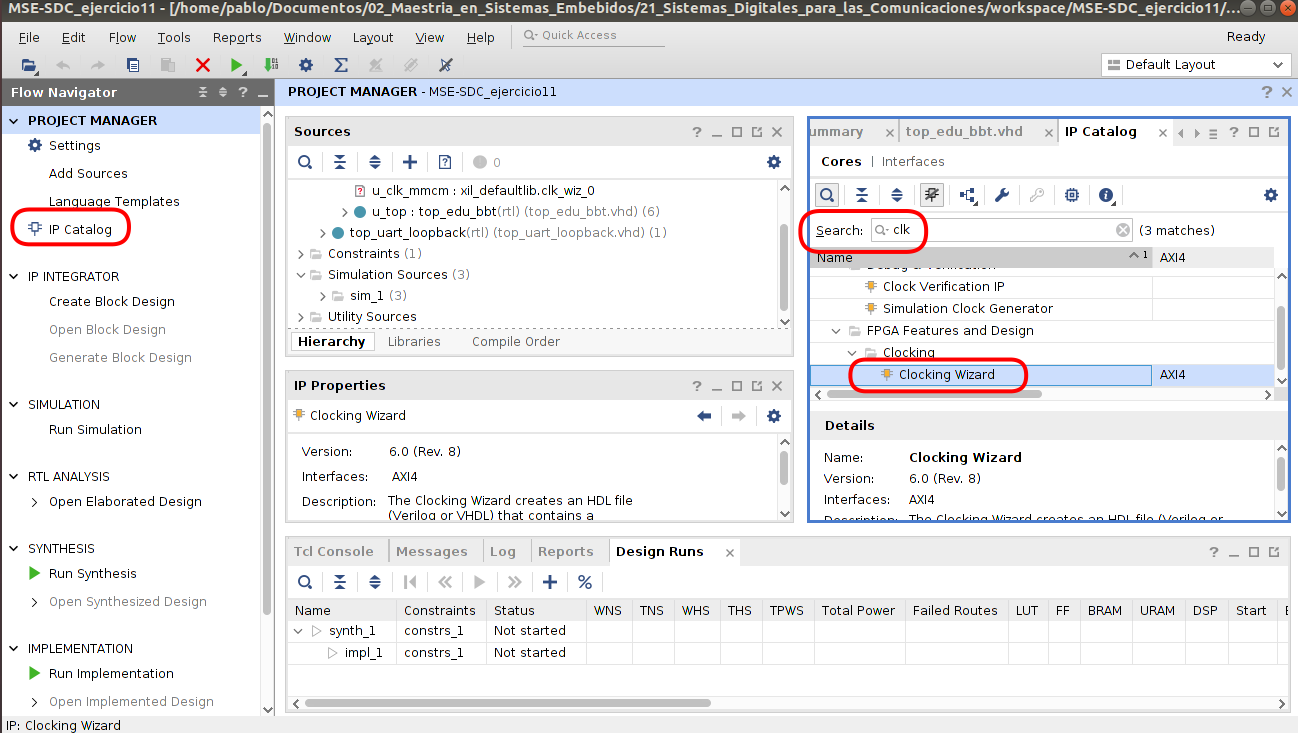 MSE-SDC_ejercicio11 - [/home/pablo/Documentos/02_Maestria_en_Sistemas_Embebidos/21_Sistemas_Digitales_para_las_Comunicaciones/workspace/MSE-SDC_ejercicio11/...
File Edit Flow Tools Reports Window Layout View Help Quick Access Ready
Default Layout
Flow Navigator
PROJECT MANAGER
Settings
Add Sources
Language Templates
IP Catalog
IP INTEGRATOR
Create Block Design
Open Block Design
Generate Block Design
SIMULATION
Run Simulation
RTL ANALYSIS
Open Elaborated Design
SYNTHESIS
Run Synthesis
Open Synthesized Design
IMPLEMENTATION
Run Implementation
Open Implemented Design
PROJECT MANAGER - MSE-SDC_ejercicio11
Sources
0
u_clk_mmcm : xil_defaultlib.clk_wiz_0
u_top : top_edu_bbt(rtl) (top_edu_bbt.vhd) (6)
top_uart_loopback(rtl) (top_uart_loopback.vhd) (1)
Constraints (1)
Simulation Sources (3)
sim_1 (3)
Utility Sources
Hierarchy Libraries Compile Order
IP Properties
Clocking Wizard
Version: 6.0 (Rev. 8)
Interfaces: AXI4
Description: The Clocking Wizard creates an HDL file
(Verilog or VHDL) that contains a
ummary top_edu_bbt.vhd IP Catalog
Cores | Interfaces
Search: clk (3 matches)
Name 1 AXI4
Debug & Verification
Clock Verification IP
Simulation Clock Generator
FPGA Features and Design
Clocking
Clocking Wizard AXI4
Details
Name: Clocking Wizard
Version: 6.0 (Rev. 8)
Interfaces: AXI4
Description: The Clocking Wizard creates an HDL file (Verilog or
Tcl Console Messages Log Reports Design Runs
Name Constraints Status WNS TNS WHS THS TPWS Total Power Failed Routes LUT FF BRAM URAM DSP Start E
synth_1 constrs_1 Not started
impl_1 constrs_1 Not started
IP: Clocking Wizard